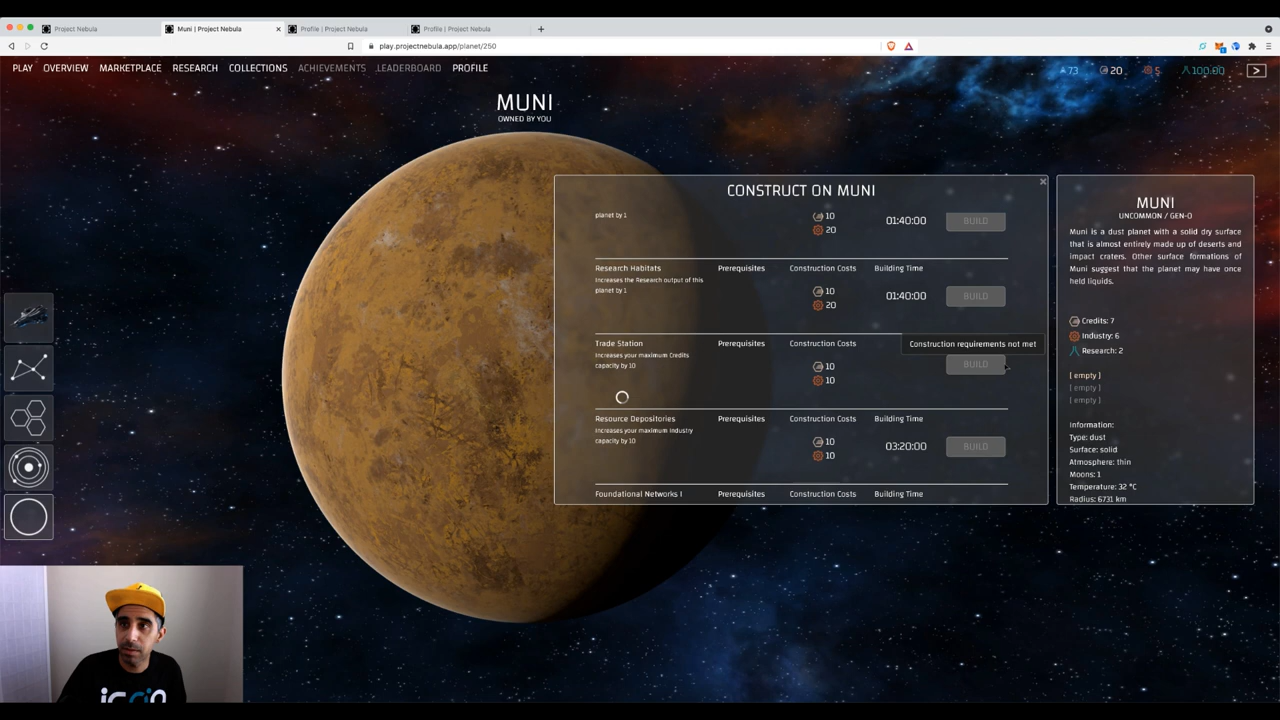 Project Nebula
Muni | Project Nebula
Profile | Project Nebula
Profile | Project Nebula
play.projectnebula.app/planet/250
PLAY OVERVIEW MARKETPLACE RESEARCH COLLECTIONS ACHIEVEMENTS LEADERBOARD PROFILE
73 20 5 100.00
MUNI
OWNED BY YOU
CONSTRUCT ON MUNI
planet by 1
10
20
01:40:00
BUILD
Research Habitats Prerequisites Construction Costs Building Time
Increases the Research output of this
planet by 1
10
20
01:40:00
BUILD
Trade Station Prerequisites Construction Costs
Construction requirements not met
Increases your maximum Credits
capacity by 10
10
10
BUILD
Resource Depositories Prerequisites Construction Costs Building Time
Increases your maximum Industry
capacity by 10
10
10
03:20:00
BUILD
Foundational Networks I Prerequisites Construction Costs Building Time
MUNI
UNCOMMON / GEN-0
Muni is a dust planet with a solid dry surface
that is almost entirely made up of deserts and
impact craters. Other surface formations of
Muni suggest that the planet may have once
held liquids.
Credits: 7
Industry: 6
Research: 2
[ empty ]
[ empty ]
[ empty ]
Information:
Type: dust
Surface: solid
Atmosphere: thin
Moons: 1
Temperature: 32 °C
Radius: 6731 km